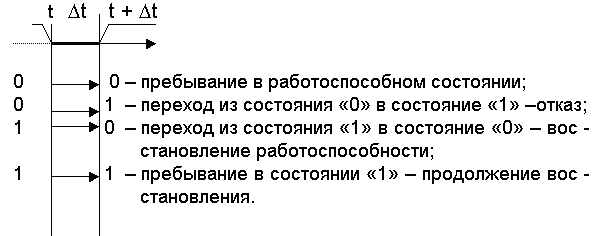 t Δt t + Δt
0 0 – пребывание в работоспособном состоянии;
0 1 – переход из состояния «0» в состояние «1» –отказ;
1 0 – переход из состояния «1» в состояние «0» – вос -
становление работоспособности;
1 1 – пребывание в состоянии «1» – продолжение вос -
становления.